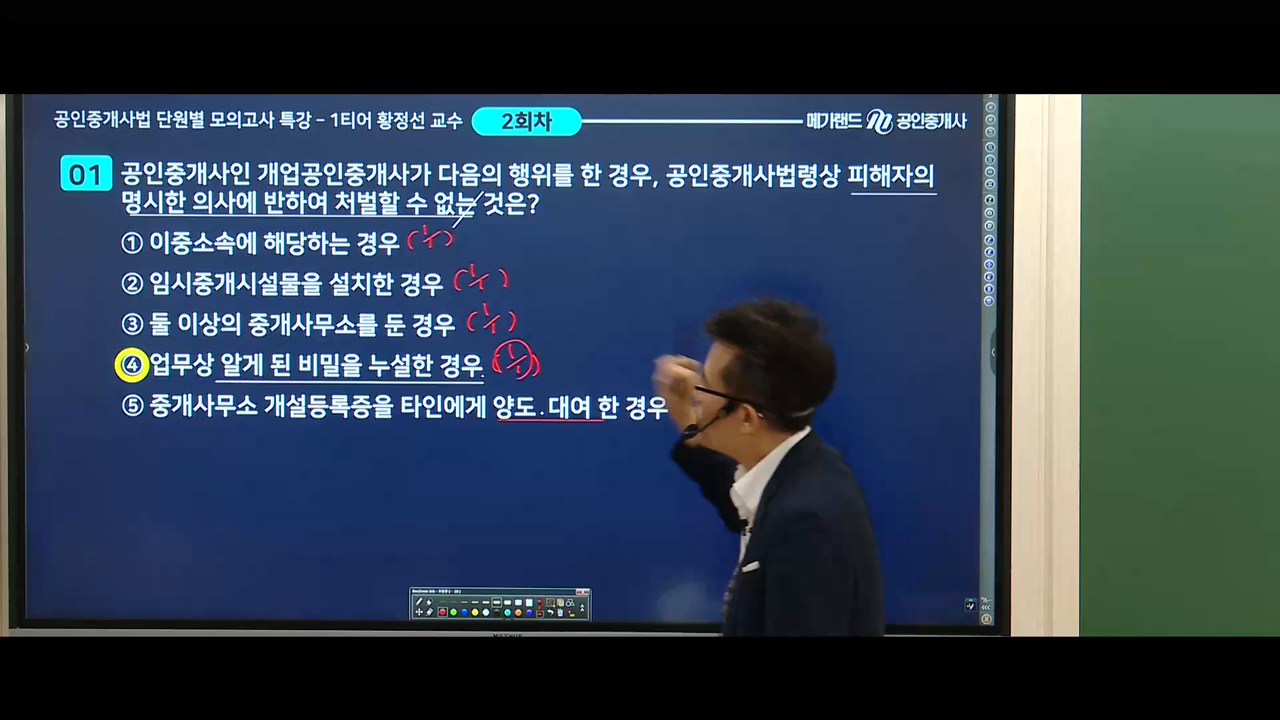 공인중개사법 단원별 모의고사 특강 – 1티어 황정선 교수 2회차 메가랜드 공인중개사
01 공인중개사인 개업공인중개사가 다음의 행위를 한 경우, 공인중개사법령상 피해자의
명시한 의사에 반하여 처벌할 수 없는 것은?
① 이중소속에 해당하는 경우 (1/1)
② 임시중개시설물을 설치한 경우 (1/1)
③ 둘 이상의 중개사무소를 둔 경우 (1/1)
④ 업무상 알게 된 비밀을 누설한 경우. (1/1)
⑤ 중개사무소 개설등록증을 타인에게 양도.대여 한 경우